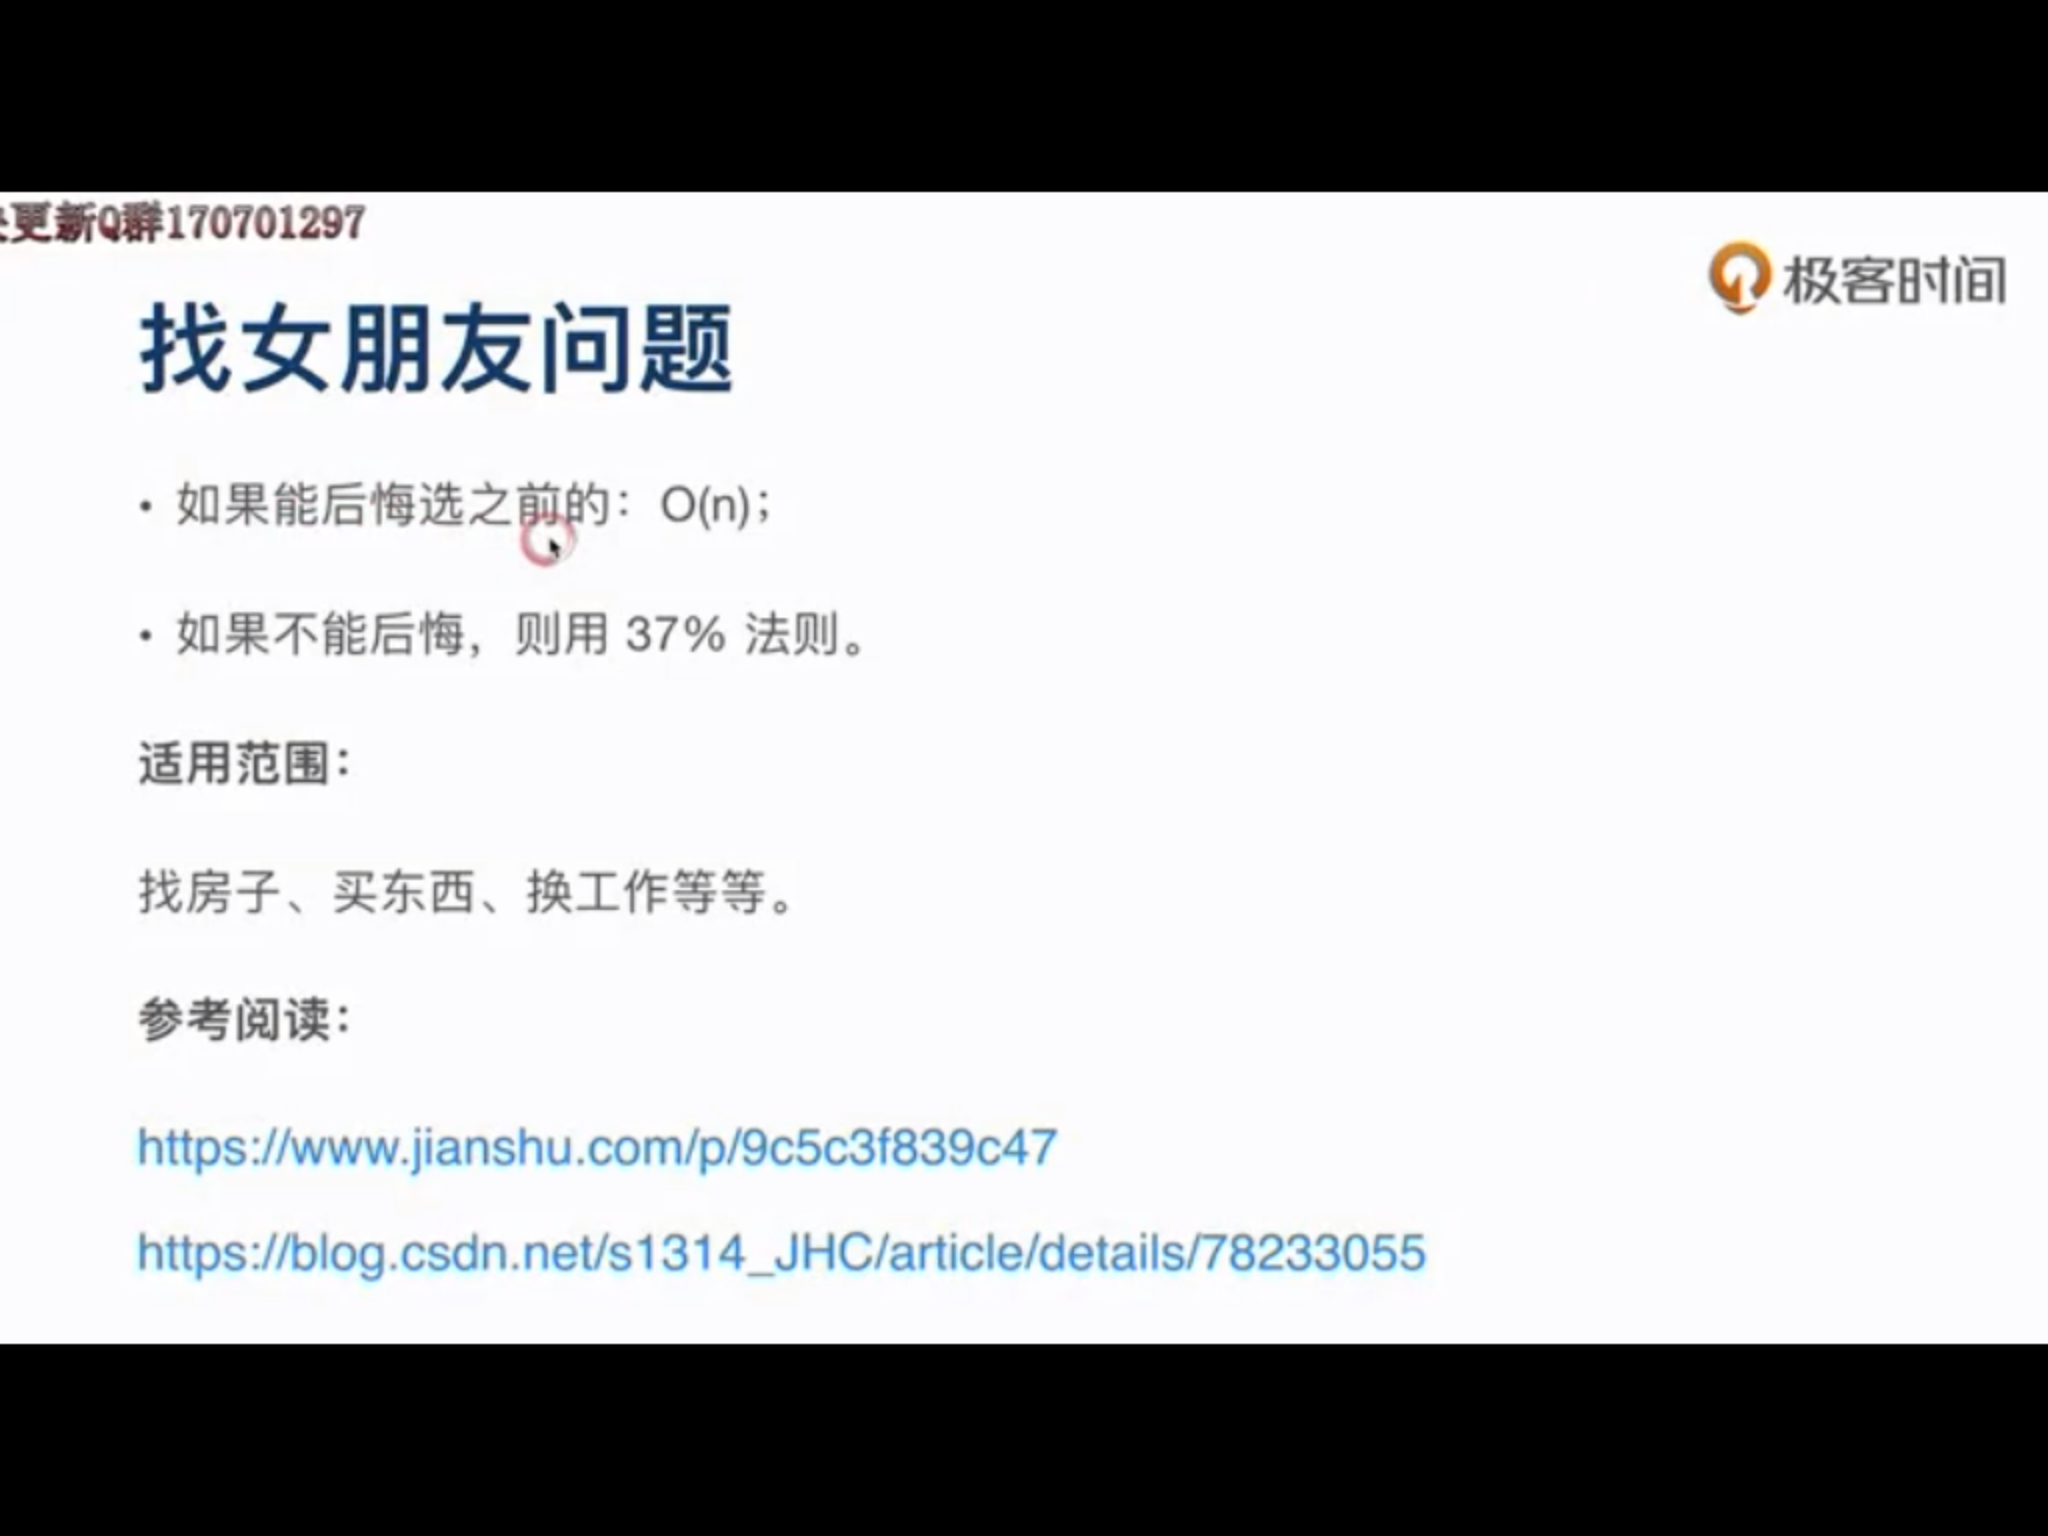 更新Q群170701297
极客时间
找女朋友问题
• 如果能后悔选之前的：O(n)；
• 如果不能后悔，则用 37% 法则。
适用范围：
找房子、买东西、换工作等等。
参考阅读：
https://www.jianshu.com/p/9c5c3f839c47
https://blog.csdn.net/s1314_JHC/article/details/78233055